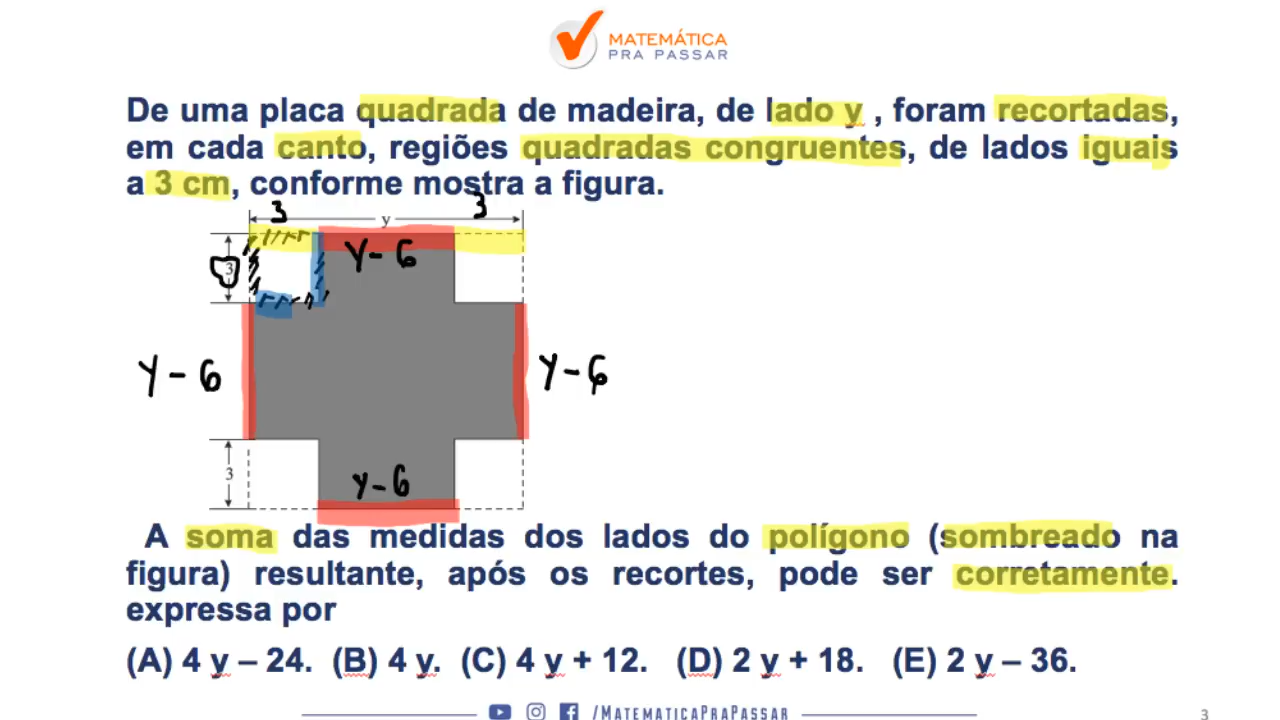 MATEMÁTICA
PRA PASSAR
De uma placa quadrada de madeira, de lado y , foram recortadas,
em cada canto, regiões quadradas congruentes, de lados iguais
a 3 cm, conforme mostra a figura.
3 y 3
3 Y-6
Y-6 Y-6
3 Y-6
A soma das medidas dos lados do polígono (sombreado na
figura) resultante, após os recortes, pode ser corretamente.
expressa por
(A) 4 y – 24. (B) 4 y. (C) 4 y + 12. (D) 2 y + 18. (E) 2 y – 36.
/MATEMATICAPRAPASSAR
3